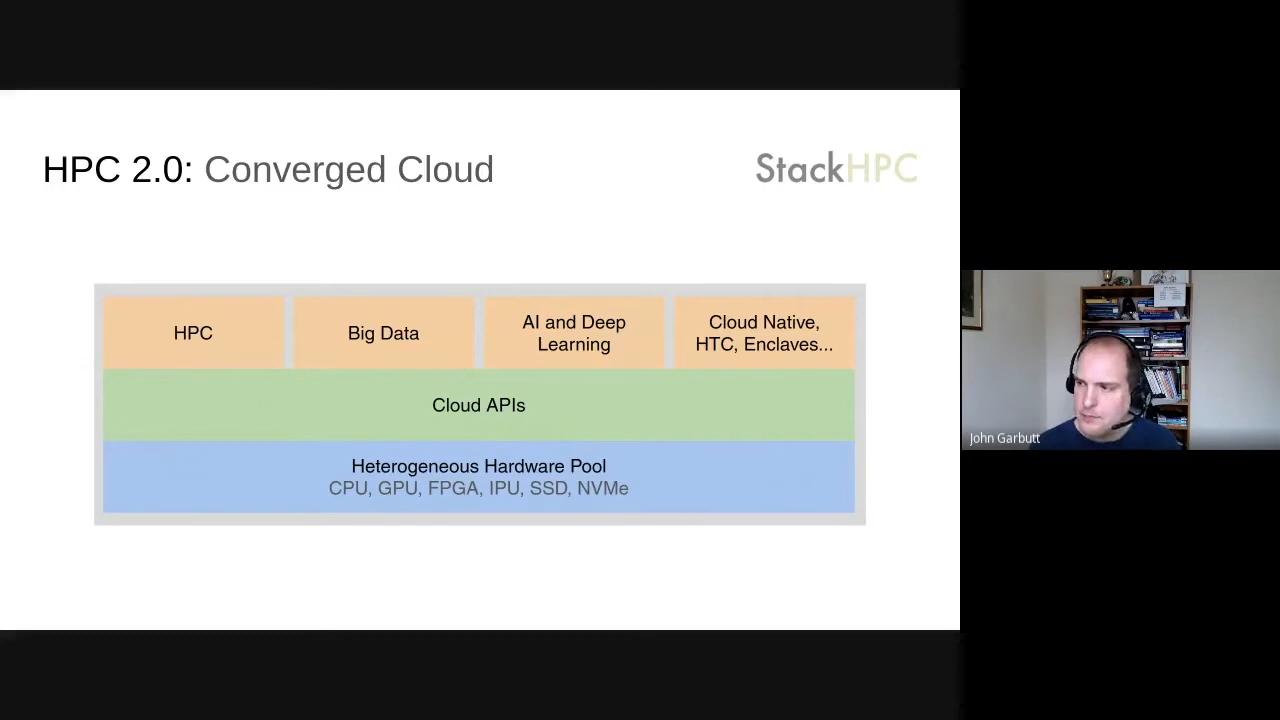 HPC 2.0: Converged Cloud
StackHPC
HPC
Big Data
AI and Deep
Learning
Cloud Native,
HTC, Enclaves...
Cloud APIs
Heterogeneous Hardware Pool
CPU, GPU, FPGA, IPU, SSD, NVMe
John Garbutt